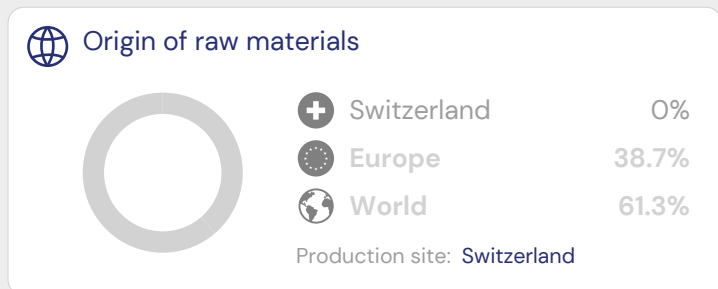 Origin of raw materials
Switzerland 0%
Europe 38.7%
World 61.3%
Production site: Switzerland